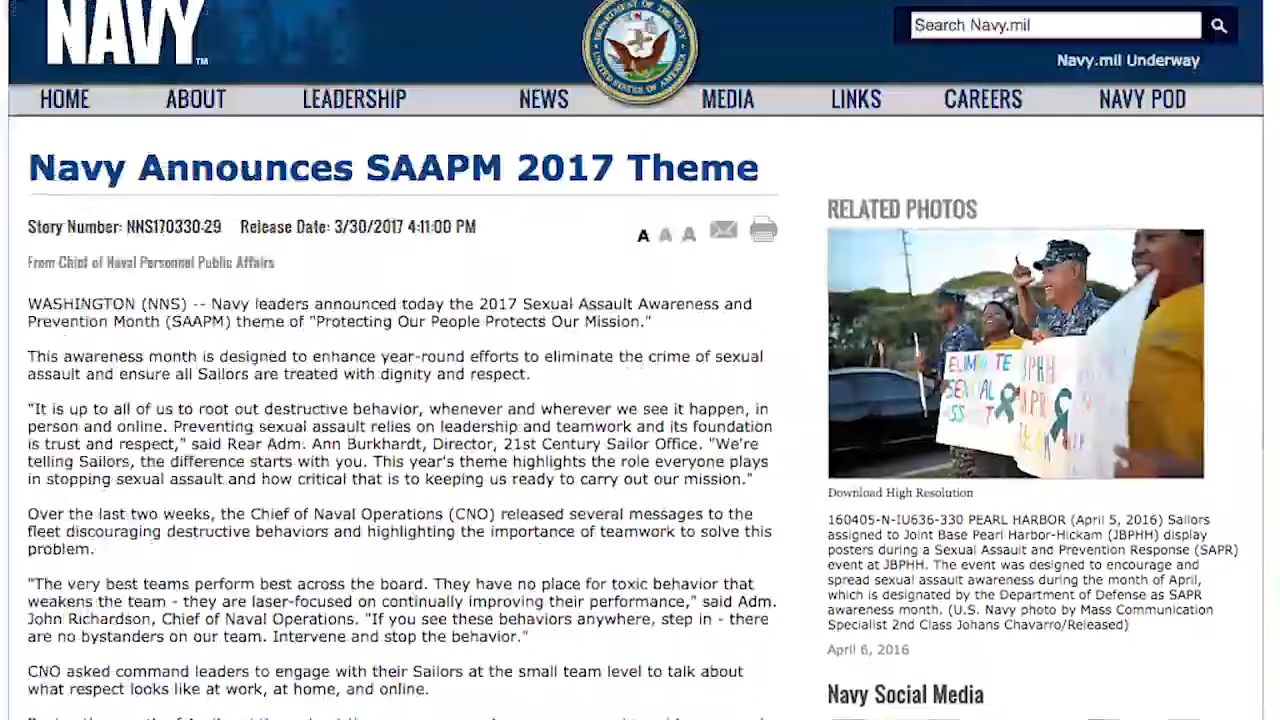 NAVY™
Search Navy.mil
Navy.mil Underway
HOME ABOUT LEADERSHIP NEWS MEDIA LINKS CAREERS NAVY POD
Navy Announces SAAPM 2017 Theme
Story Number: NNS170330-29 Release Date: 3/30/2017 4:11:00 PM
A A A
From Chief of Naval Personnel Public Affairs
WASHINGTON (NNS) -- Navy leaders announced today the 2017 Sexual Assault Awareness and
Prevention Month (SAAPM) theme of "Protecting Our People Protects Our Mission."
This awareness month is designed to enhance year-round efforts to eliminate the crime of sexual
assault and ensure all Sailors are treated with dignity and respect.
"It is up to all of us to root out destructive behavior, whenever and wherever we see it happen, in
person and online. Preventing sexual assault relies on leadership and teamwork and its foundation
is trust and respect," said Rear Adm. Ann Burkhardt, Director, 21st Century Sailor Office. "We're
telling Sailors, the difference starts with you. This year's theme highlights the role everyone plays
in stopping sexual assault and how critical that is to keeping us ready to carry out our mission."
Over the last two weeks, the Chief of Naval Operations (CNO) released several messages to the
fleet discouraging destructive behaviors and highlighting the importance of teamwork to solve this
problem.
"The very best teams perform best across the board. They have no place for toxic behavior that
weakens the team - they are laser-focused on continually improving their performance," said Adm.
John Richardson, Chief of Naval Operations. "If you see these behaviors anywhere, step in - there
are no bystanders on our team. Intervene and stop the behavior."
CNO asked command leaders to engage with their Sailors at the small team level to talk about
what respect looks like at work, at home, and online.
RELATED PHOTOS
JBPHH
Download High Resolution
160405-N-IU636-330 PEARL HARBOR (April 5, 2016) Sailors
assigned to Joint Base Pearl Harbor-Hickam (JBPHH) display
posters during a Sexual Assault and Prevention Response (SAPR)
event at JBPHH. The event was designed to encourage and
spread sexual assault awareness during the month of April,
which is designated by the Department of Defense as SAPR
awareness month. (U.S. Navy photo by Mass Communication
Specialist 2nd Class Johans Chavarro/Released)
April 6, 2016
Navy Social Media